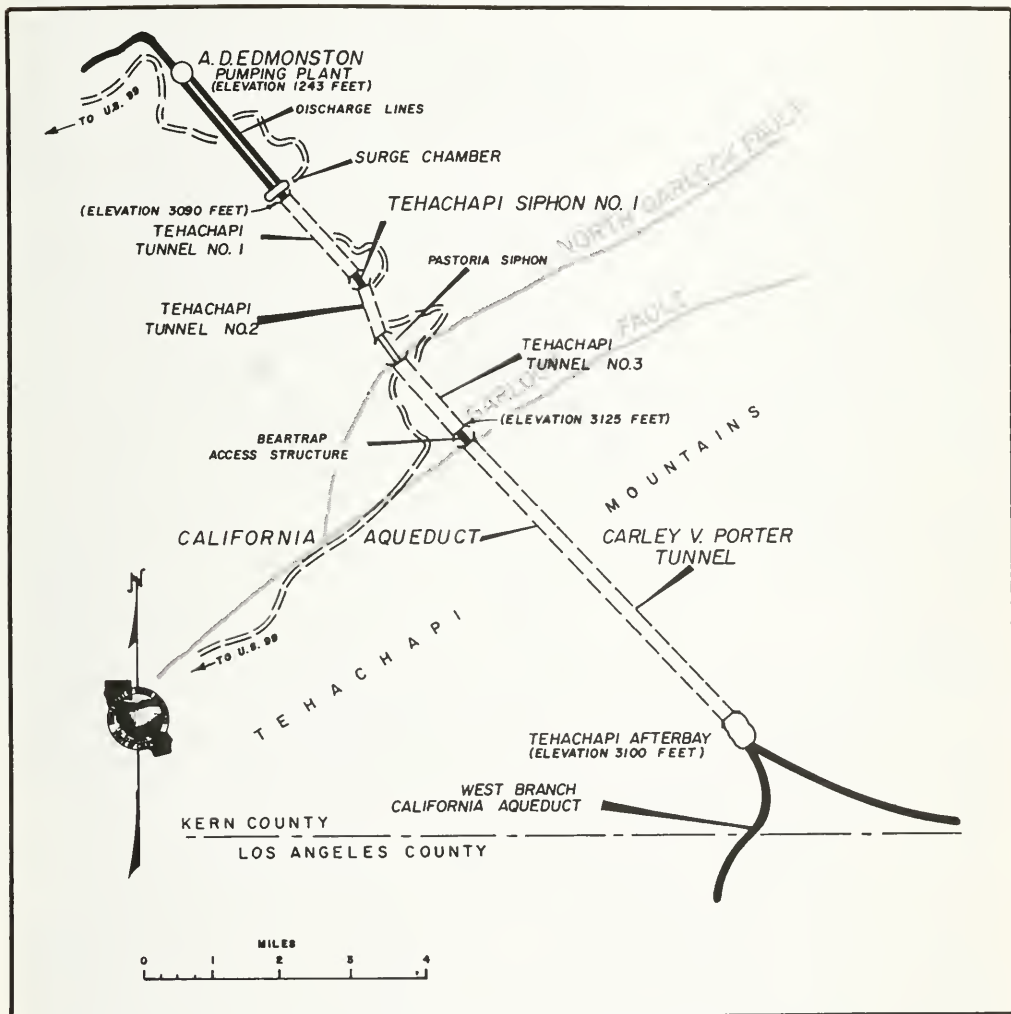 A.D. EDMONSTON
PUMPING PLANT
(ELEVATION 1243 FEET)
TO U.S. 99
DISCHARGE LINES
SURGE CHAMBER
(ELEVATION 3090 FEET)
TEHACHAPI SIPHON NO. 1
TEHACHAPI
TUNNEL NO. 1
NORTH GARLOCK FAULT
PASTORIA SIPHON
TEHACHAPI
TUNNEL NO.2
GARLOCK FAULT
TEHACHAPI
TUNNEL NO.3
(ELEVATION 3125 FEET)
BEARTRAP
ACCESS STRUCTURE
MOUNTAINS
CALIFORNIA AQUEDUCT
CARLEY V. PORTER
TUNNEL
N
TO U.S. 99
TEHACHAPI
TEHACHAPI AFTERBAY
(ELEVATION 3100 FEET)
WEST BRANCH
CALIFORNIA AQUEDUCT
KERN COUNTY
LOS ANGELES COUNTY
MILES
0 1 2 3 4